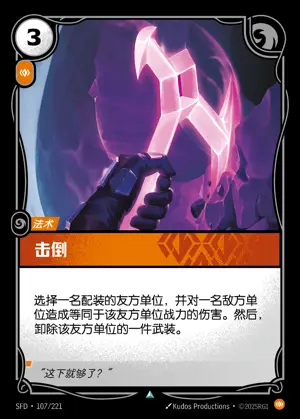 3
法术
击倒
选择一名配装的友方单位，并对一名敌方单
位造成等同于该友方单位战力的伤害。然后，
卸除该友方单位的一件武装。
“这下就够了？”
SFD • 107/221
Kudos Productions • ©2025RGI